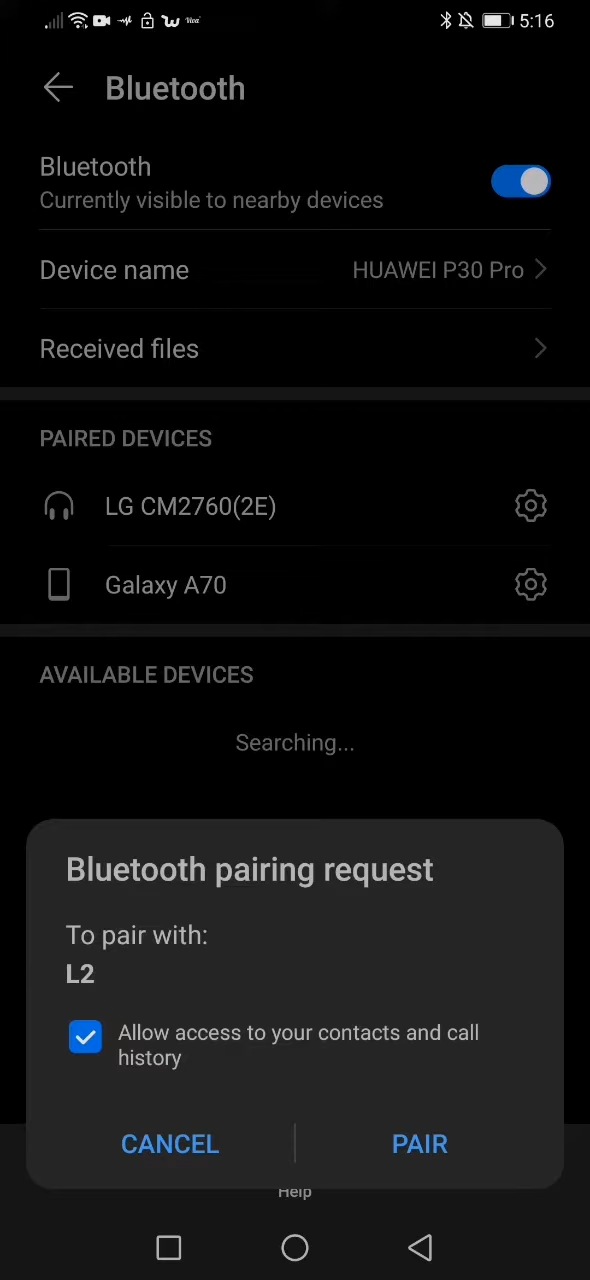 5:16
Bluetooth
Bluetooth
Currently visible to nearby devices
Device name
HUAWEI P30 Pro
Received files
PAIRED DEVICES
LG CM2760(2E)
Galaxy A70
AVAILABLE DEVICES
Searching...
Bluetooth pairing request
To pair with:
L2
Allow access to your contacts and call
history
CANCEL
PAIR
Help